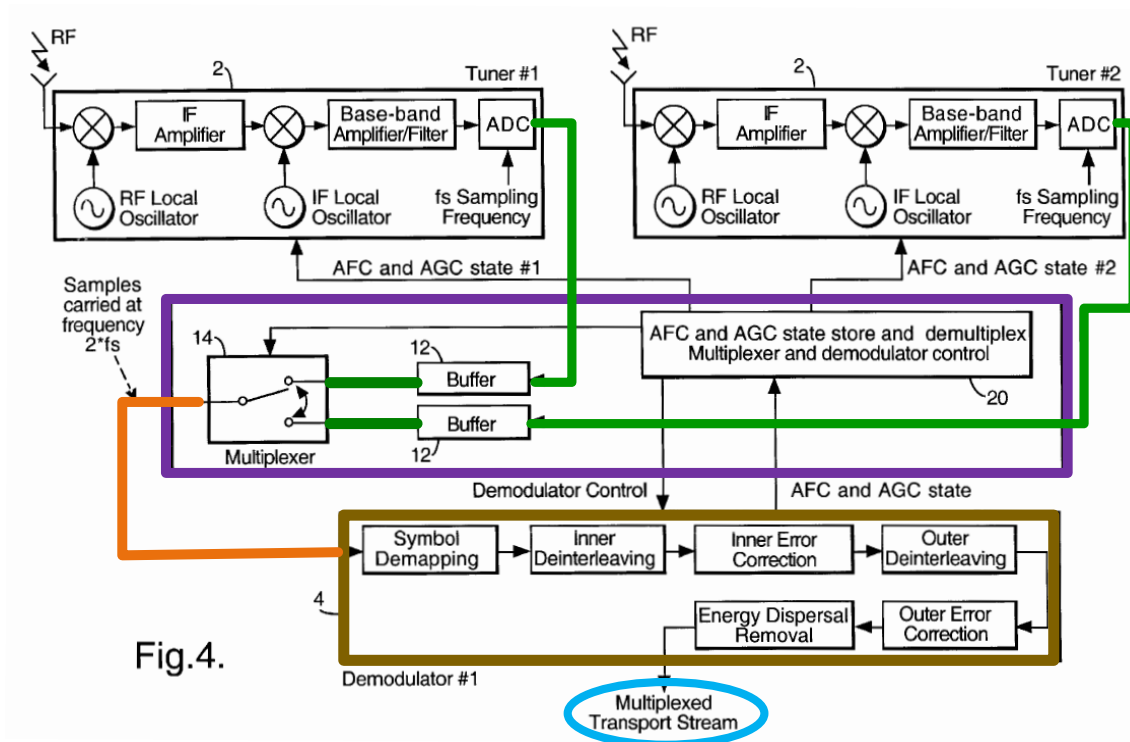 RF
2
Tuner #1
IF
Amplifier
Base-band
Amplifier/Filter
ADC
RF Local
Oscillator
IF Local
Oscillator
fs Sampling
Frequency
RF
2
Tuner #2
IF
Amplifier
Base-band
Amplifier/Filter
ADC
RF Local
Oscillator
IF Local
Oscillator
fs Sampling
Frequency
AFC and AGC state #1
AFC and AGC state #2
Samples
carried at
frequency
2*fs
14
12
Buffer
Buffer
12
Multiplexer
AFC and AGC state store and demultiplex
Multiplexer and demodulator control
20
Demodulator Control
AFC and AGC state
Symbol
Demapping
Inner
Deinterleaving
Inner Error
Correction
Outer
Deinterleaving
4
Energy Dispersal
Removal
Outer Error
Correction
Fig.4.
Demodulator #1
Multiplexed
Transport Stream